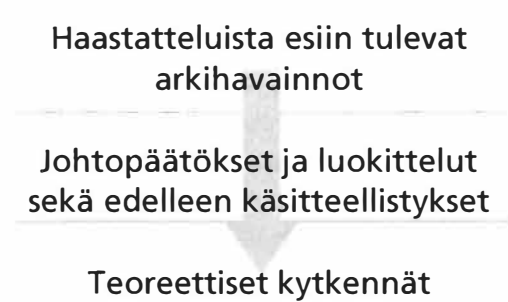 Haastatteluista esiin tulevat
arkihavainnot
Johtopäätökset ja luokittelut
sekä edelleen käsitteellistykset
Teoreettiset kytkennät